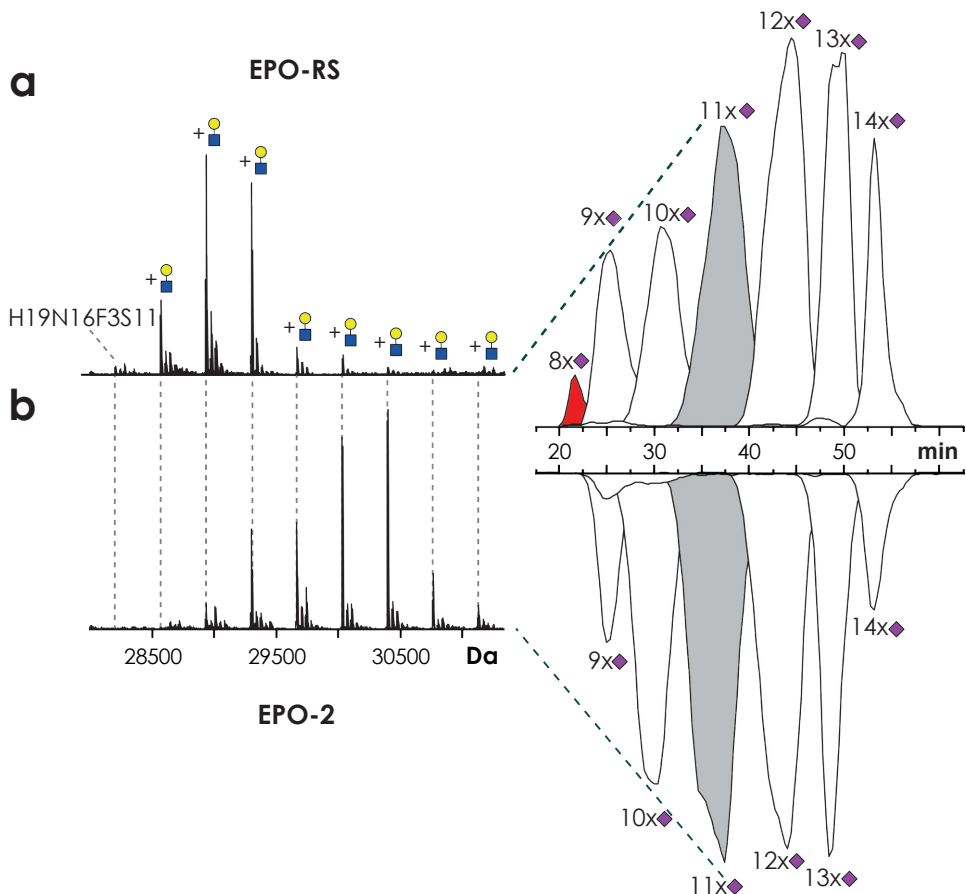 a
EPO-RS
+
+
+
+
+
+
+
+
H19N16F3S11
8x
9x
10x
11x
12x
13x
14x
20 30 40 50 min
b
28500 29500 30500 Da
EPO-2
9x
10x
11x
12x
13x
14x